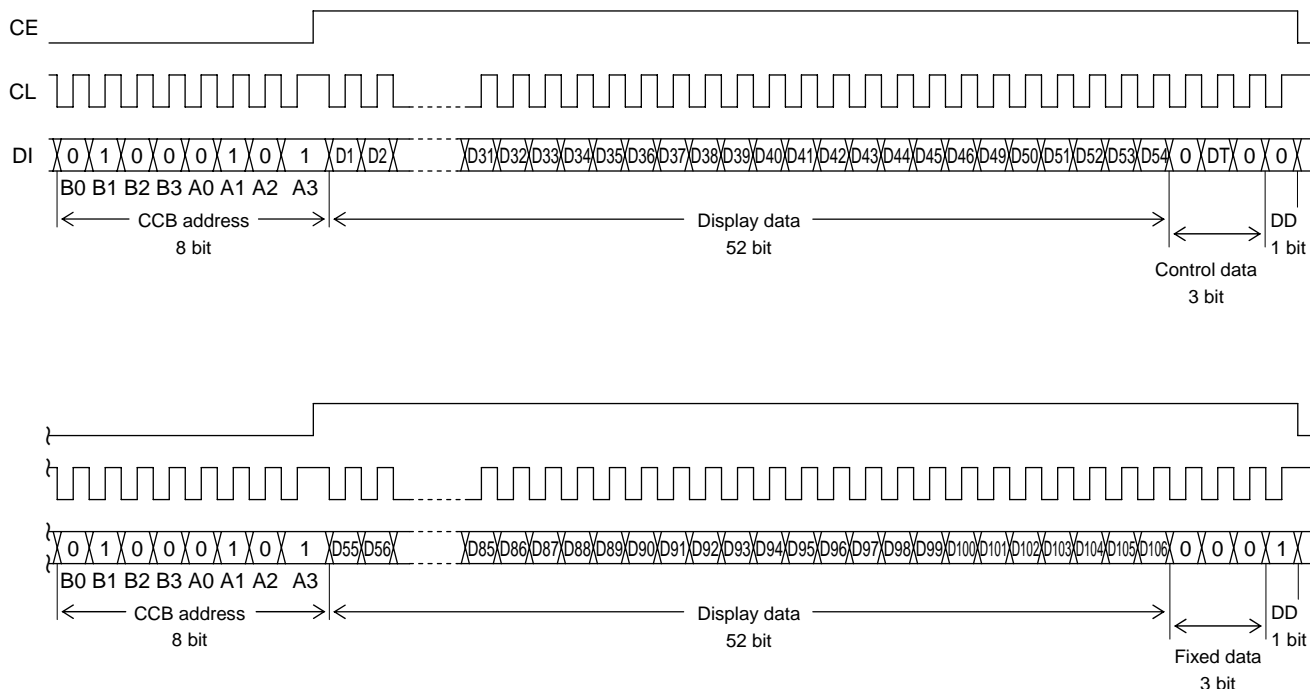 CE
CL
DI 0 1 0 0 0 1 0 1 D1 D2 D31 D32 D33 D34 D35 D36 D37 D38 D39 D40 D41 D42 D43 D44 D45 D46 D49 D50 D51 D52 D53 D54 0 DT 0 0
B0 B1 B2 B3 A0 A1 A2 A3
CCB address Display data DD
8 bit 52 bit 1 bit
Control data
3 bit
0 1 0 0 0 1 0 1 D55 D56 D85 D86 D87 D88 D89 D90 D91 D92 D93 D94 D95 D96 D97 D98 D99 D100 D101 D102 D103 D104 D105 D106 0 0 0 1
B0 B1 B2 B3 A0 A1 A2 A3
CCB address Display data DD
8 bit 52 bit 1 bit
Fixed data
3 bit